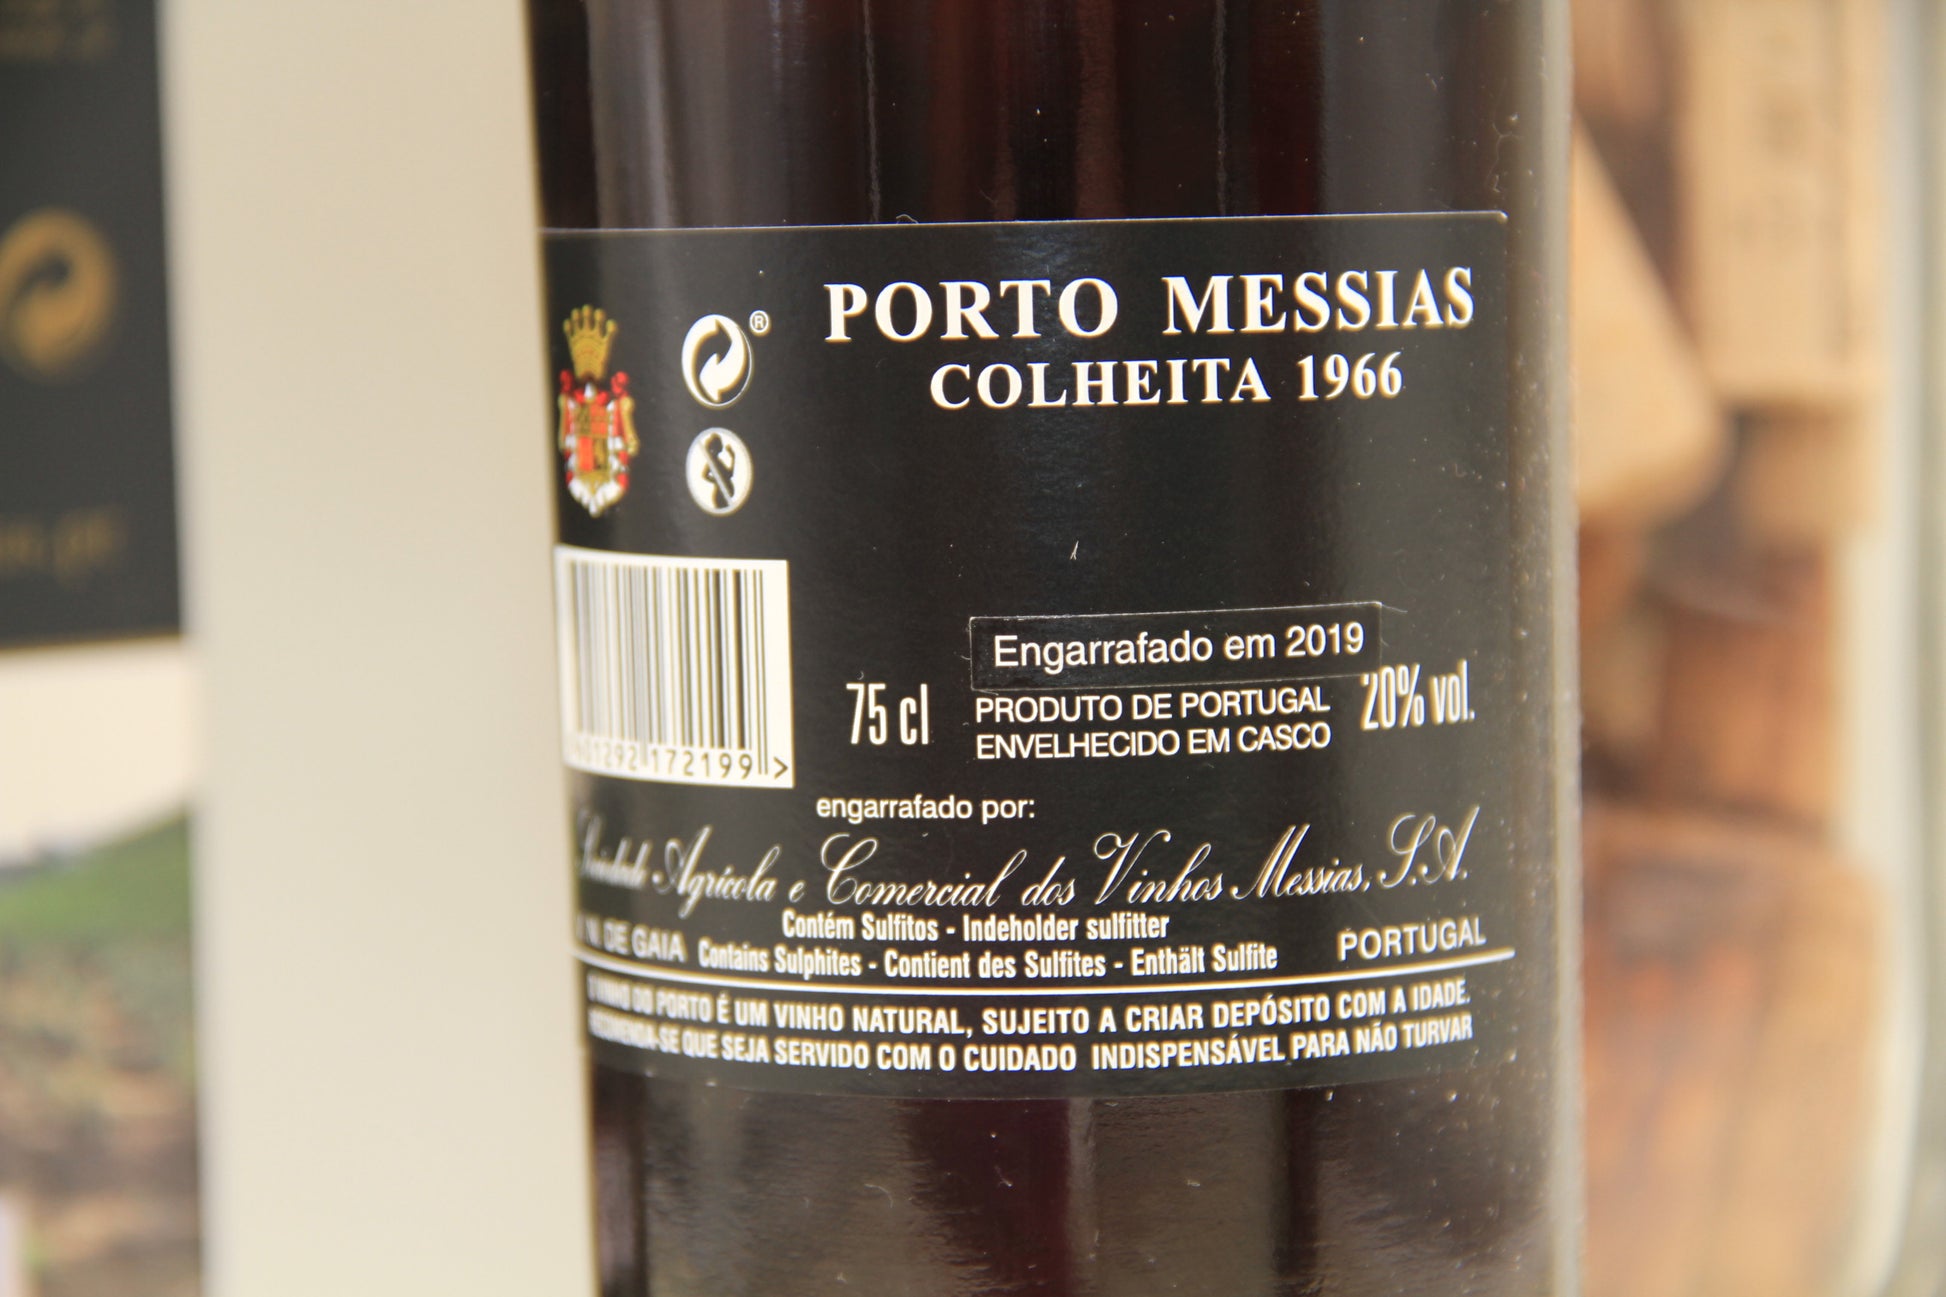 ®
PORTO MESSIAS
COLHEITA 1966
Engarrafado em 2019
75 cl
PRODUTO DE PORTUGAL
ENVELHECIDO EM CASCO
20% vol.
01292 172199 >
engarrafado por:
Sociedade Agrícola e Comercial dos Vinhos Messias, S.A.
Contém Sulfitos - Indeholder sulfitter
DE GAIA Contains Sulphites - Contient des Sulfites - Enthält Sulfite PORTUGAL
VINHO DO PORTO É UM VINHO NATURAL, SUJEITO A CRIAR DEPÓSITO COM A IDADE.
RECOMENDA-SE QUE SEJA SERVIDO COM O CUIDADO INDISPENSÁVEL PARA NÃO TURVAR